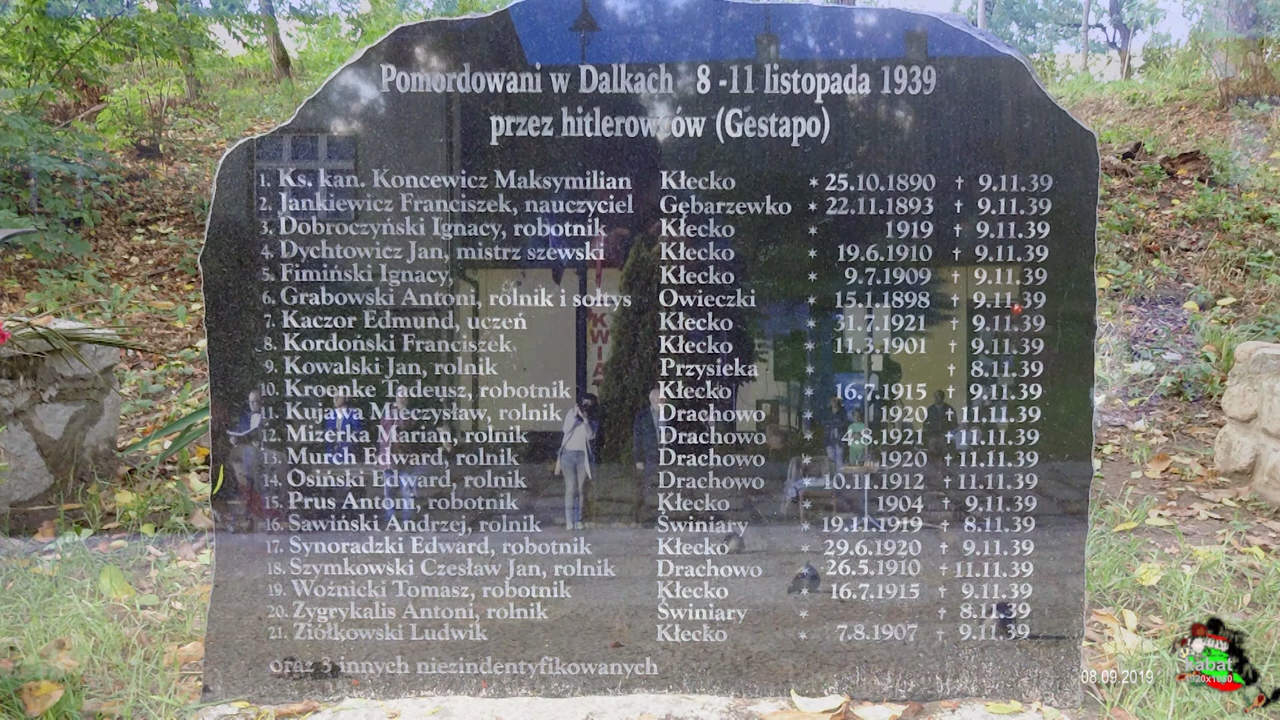 Pomordowani w Dalkach 8 -11 listopada 1939
przez hitlerowców (Gestapo)
1. Ks. kan. Koncewicz Maksymilian Kłecko * 25.10.1890 † 9.11.39
2. Jankiewicz Franciszek, nauczyciel Gębarzewko * 22.11.1893 † 9.11.39
3. Dobroczyński Ignacy, robotnik Kłecko * 1919 † 9.11.39
4. Dychtowicz Jan, mistrz szewski Kłecko * 19.6.1910 † 9.11.39
5. Fimiński Ignacy, Kłecko * 9.7.1909 † 9.11.39
6. Grabowski Antoni, rolnik i sołtys Owieczki * 15.1.1898 † 9.11.39
7. Kaczor Edmund, uczeń Kłecko * 31.7.1921 † 9.11.39
8. Kordoński Franciszek Kłecko * 11.3.1901 † 9.11.39
9. Kowalski Jan, rolnik Przysieka * † 8.11.39
10. Kroenke Tadeusz, robotnik Kłecko * 16.7.1915 † 9.11.39
11. Kujawa Mieczysław, rolnik Drachowo * 1920 † 11.11.39
12. Mizerka Marian, rolnik Drachowo * 4.8.1921 † 11.11.39
13. Murch Edward, rolnik Drachowo * 1920 † 11.11.39
14. Osiński Edward, rolnik Drachowo * 10.11.1912 † 11.11.39
15. Prus Antoni, robotnik Kłecko * 1904 † 9.11.39
16. Sawiński Andrzej, rolnik Świniary * 19.11.1919 † 8.11.39
17. Synoradzki Edward, robotnik Kłecko * 29.6.1920 † 9.11.39
18. Szymkowski Czesław Jan, rolnik Drachowo * 26.5.1910 † 11.11.39
19. Woźnicki Tomasz, robotnik Kłecko * 16.7.1915 † 9.11.39
20. Zygrykalis Antoni, rolnik Świniary * † 8.11.39
21. Ziółkowski Ludwik Kłecko * 7.8.1907 † 9.11.39
oraz 3 innych niezindentyfikowanych
08.09.2019
kabat
1920x1080